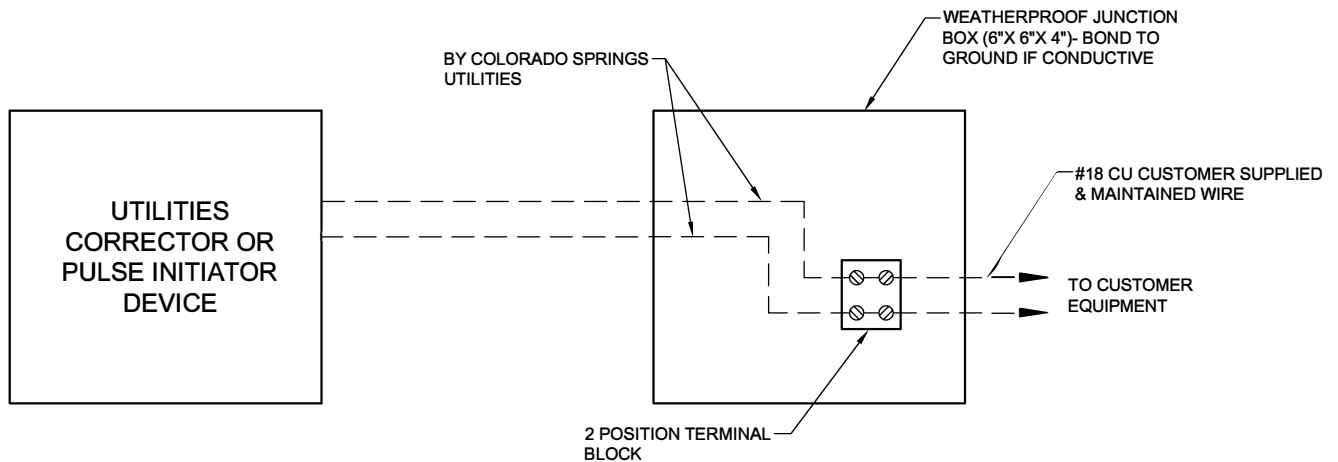 WEATHERPROOF JUNCTION
BOX (6"X 6"X 4")- BOND TO
GROUND IF CONDUCTIVE
BY COLORADO SPRINGS
UTILITIES
#18 CU CUSTOMER SUPPLIED
& MAINTAINED WIRE
UTILITIES
CORRECTOR OR
PULSE INITIATOR
DEVICE
TO CUSTOMER
EQUIPMENT
2 POSITION TERMINAL
BLOCK